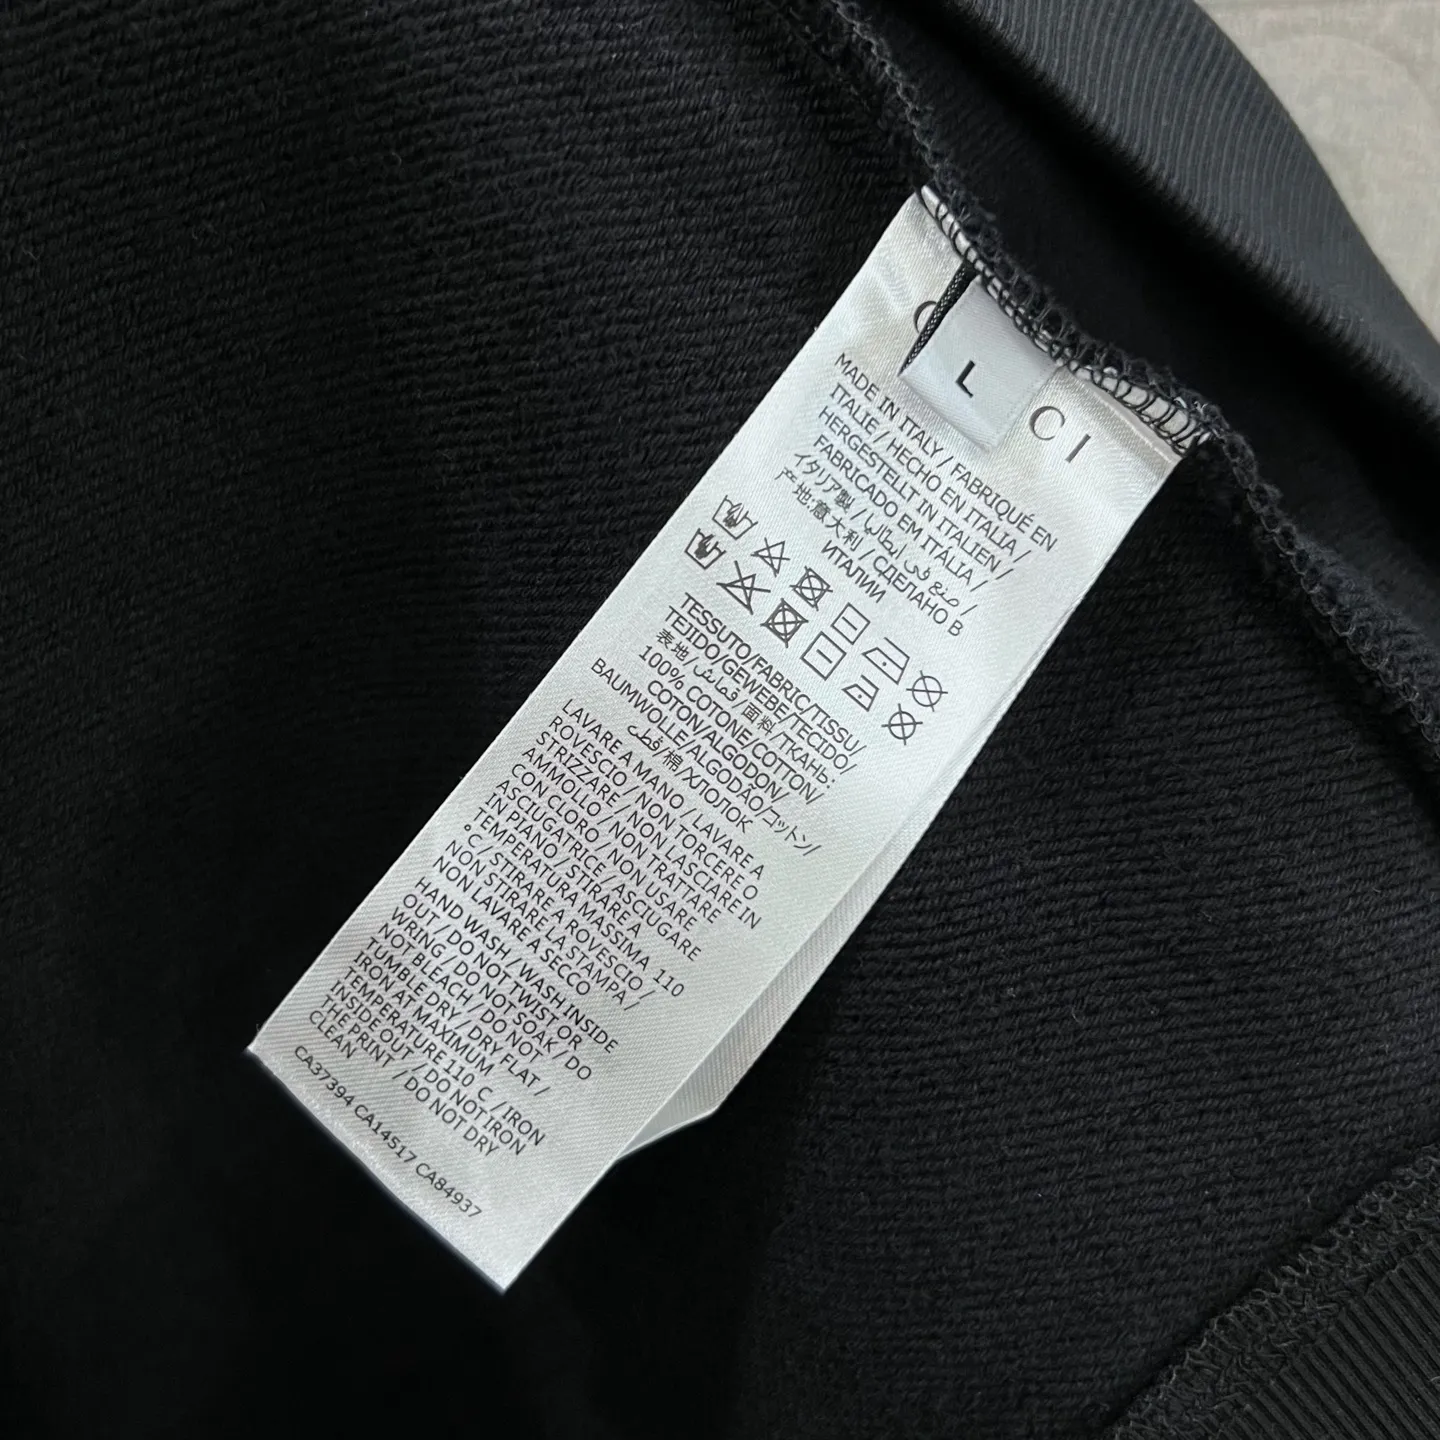 L
G C I
MADE IN ITALY / FABRIQUÉ EN
ITALIE / HECHO EN ITALIA /
HERGESTELLT IN ITALIEN /
FABRICADO EM ITÁLIA /
イタリア製 / صنع في إيطاليا /
产地:意大利 / СДЕЛАНО В
ИТАЛИИ
TESSUTO/FABRIC/TISSU/
TEJIDO/GEWEBE/TECIDO/
表地/قماش/面料/ТКАНЬ:
100% COTONE/COTTON/
COTON/ALGODON/
BAUMWOLLE/ALGODÃO/コットン/
قطن/棉/ХЛОПОК
LAVARE A MANO / LAVARE A
ROVESCIO / NON TORCERE O
STRIZZARE / NON LASCIARE IN
AMMOLLO / NON TRATTARE
CON CLORO / NON USARE
ASCIUGATRICE / ASCIUGARE
IN PIANO / STIRARE A
TEMPERATURA MASSIMA 110
°C / STIRARE A ROVESCIO /
NON STIRARE LA STAMPA /
NON LAVARE A SECCO
HAND WASH / WASH INSIDE
OUT / DO NOT TWIST OR
WRING / DO NOT SOAK / DO
NOT BLEACH / DO NOT
TUMBLE DRY / DRY FLAT /
IRON AT MAXIMUM
TEMPERATURE 110 C / IRON
INSIDE OUT / DO NOT IRON
THE PRINT / DO NOT DRY
CLEAN
CA37394 CA14517 CA84937